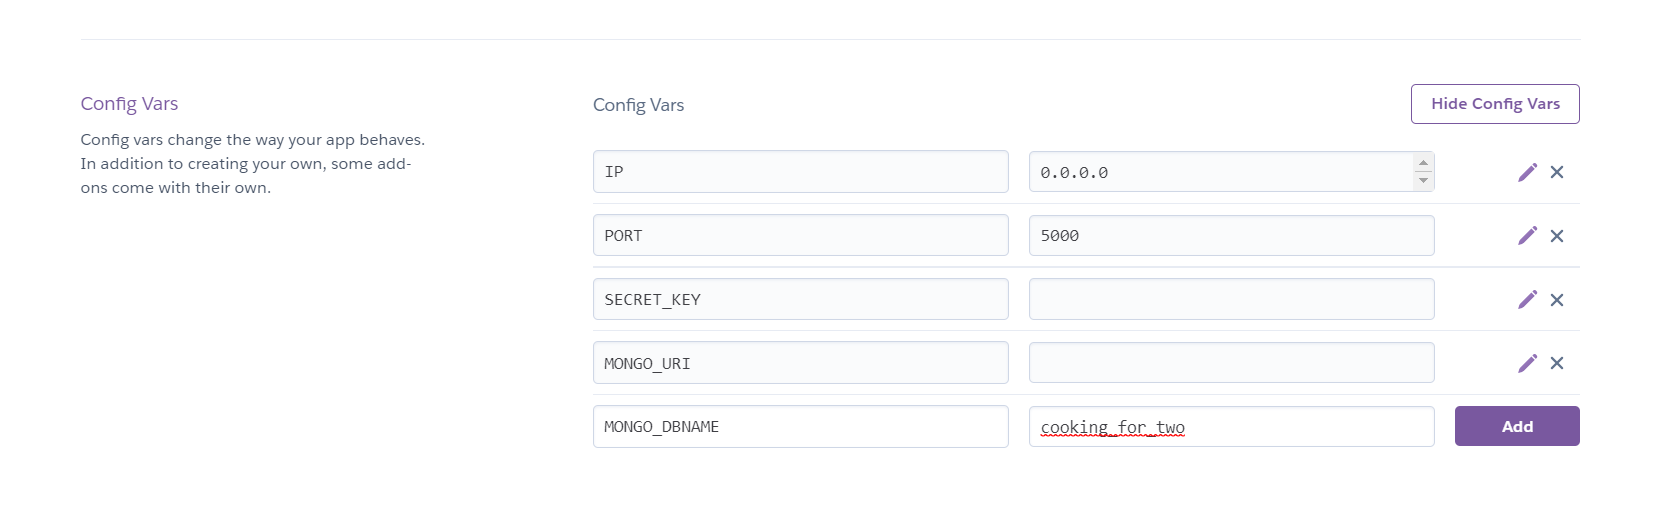 Config Vars
Config vars change the way your app behaves.
In addition to creating your own, some add-
ons come with their own.
Config Vars
Hide Config Vars
IP 0.0.0.0
PORT 5000
SECRET_KEY
MONGO_URI
MONGO_DBNAME cooking_for_two Add